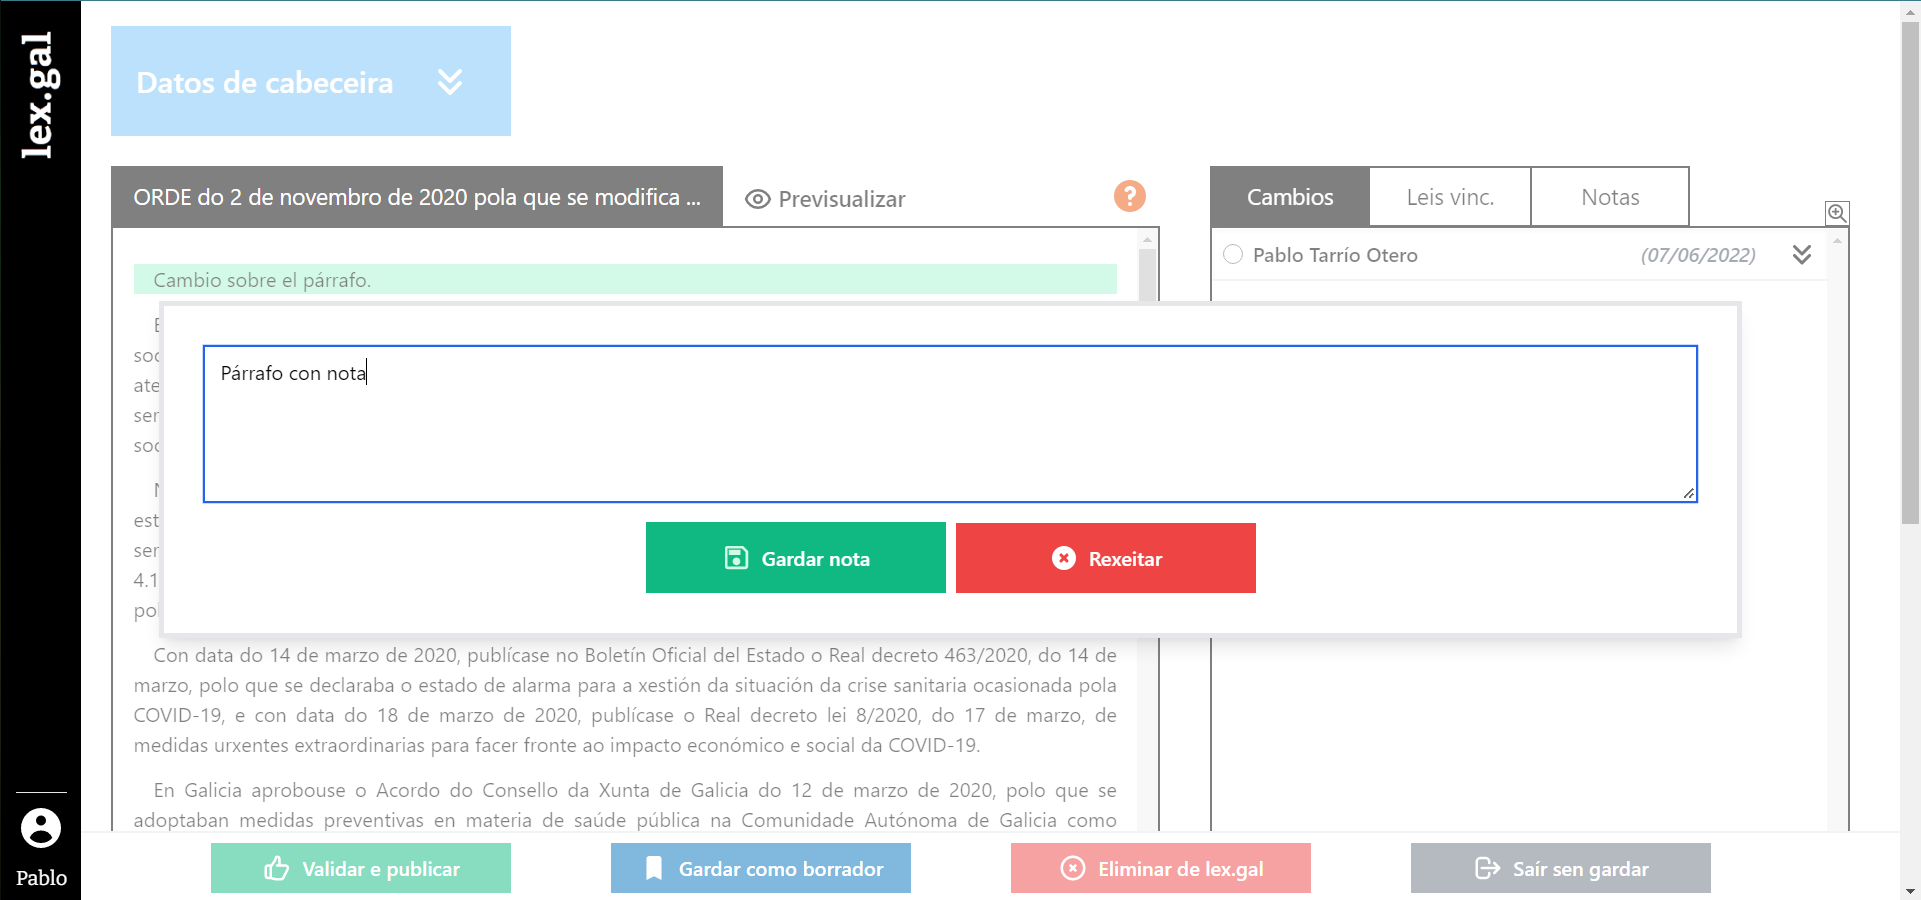 lex.gal
Datos de cabeceira
ORDE do 2 de novembro de 2020 pola que se modifica ...
Previsualizar
?
Cambios
Leis vinc.
Notas
Pablo Tarrío Otero
(07/06/2022)
Cambio sobre el párrafo.
Párrafo con nota
Gardar nota
Rexeitar
4.1
Con data do 14 de marzo de 2020, publícase no Boletín Oficial del Estado o Real decreto 463/2020, do 14 de
marzo, polo que se declaraba o estado de alarma para a xestión da situación da crise sanitaria ocasionada pola
COVID-19, e con data do 18 de marzo de 2020, publícase o Real decreto lei 8/2020, do 17 de marzo, de
medidas urxentes extraordinarias para facer fronte ao impacto económico e social da COVID-19.
En Galicia aprobouse o Acordo do Consello da Xunta de Galicia do 12 de marzo de 2020, polo que se
adoptaban medidas preventivas en materia de saúde pública na Comunidade Autónoma de Galicia como
Validar e publicar
Gardar como borrador
Eliminar de lex.gal
Saír sen gardar
Pablo